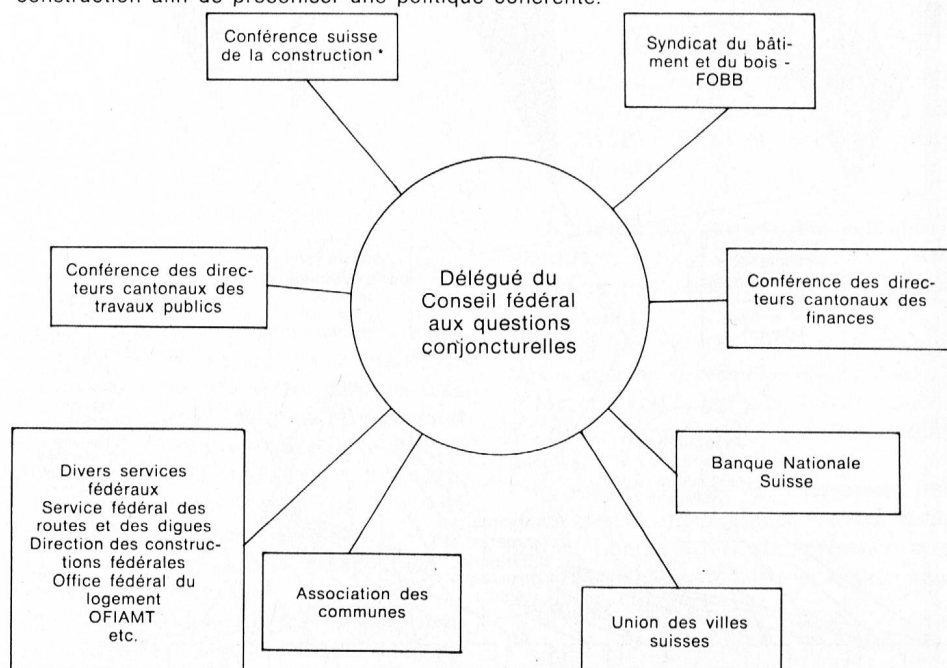 construction afin de préconiser une politique cohérente.
Conférence suisse
de la construction *
Syndicat du bâti-
ment et du bois -
FOBB
Conférence des direc-
teurs cantonaux des
travaux publics
Délégué du
Conseil fédéral
aux questions
conjoncturelles
Conférence des direc-
teurs cantonaux des
finances
Divers services
fédéraux
Service fédéral des
routes et des digues
Direction des construc-
tions fédérales
Office fédéral du
logement
OFIAMT
etc.
Association des
communes
Banque Nationale
Suisse
Union des villes
suisses